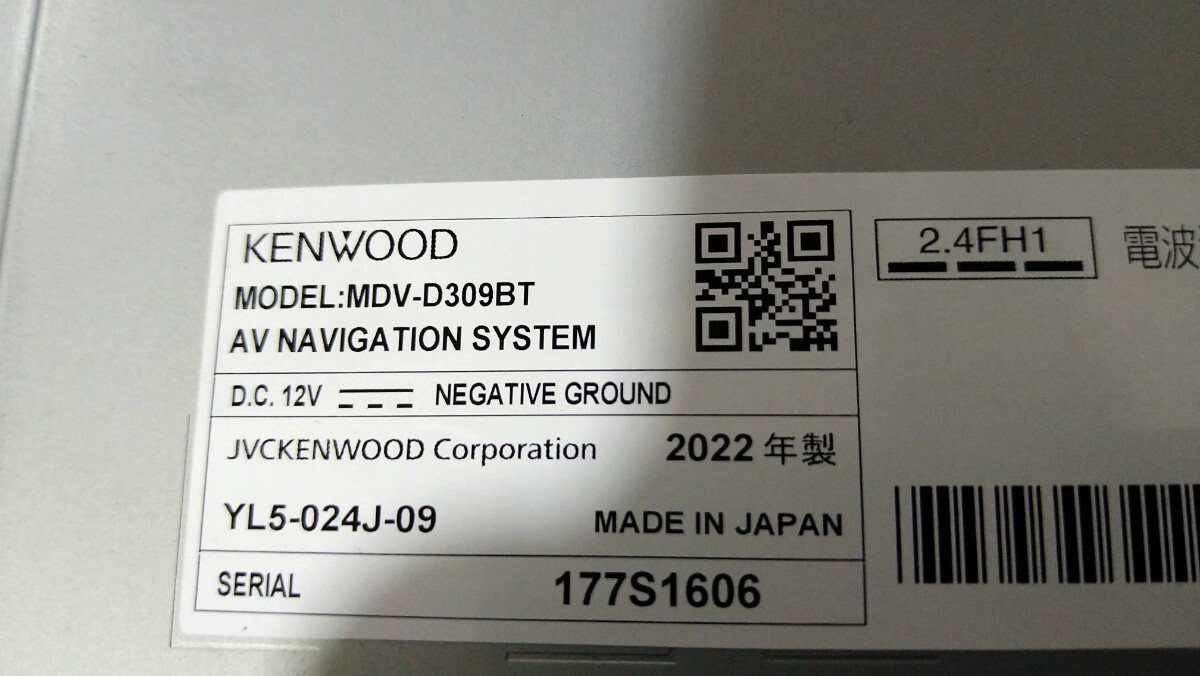 KENWOOD
MODEL:MDV-D309BT
AV NAVIGATION SYSTEM
D.C. 12V NEGATIVE GROUND
JVCKENWOOD Corporation 2022 年製
YL5-024J-09 MADE IN JAPAN
SERIAL 177S1606
2.4FH1
電波